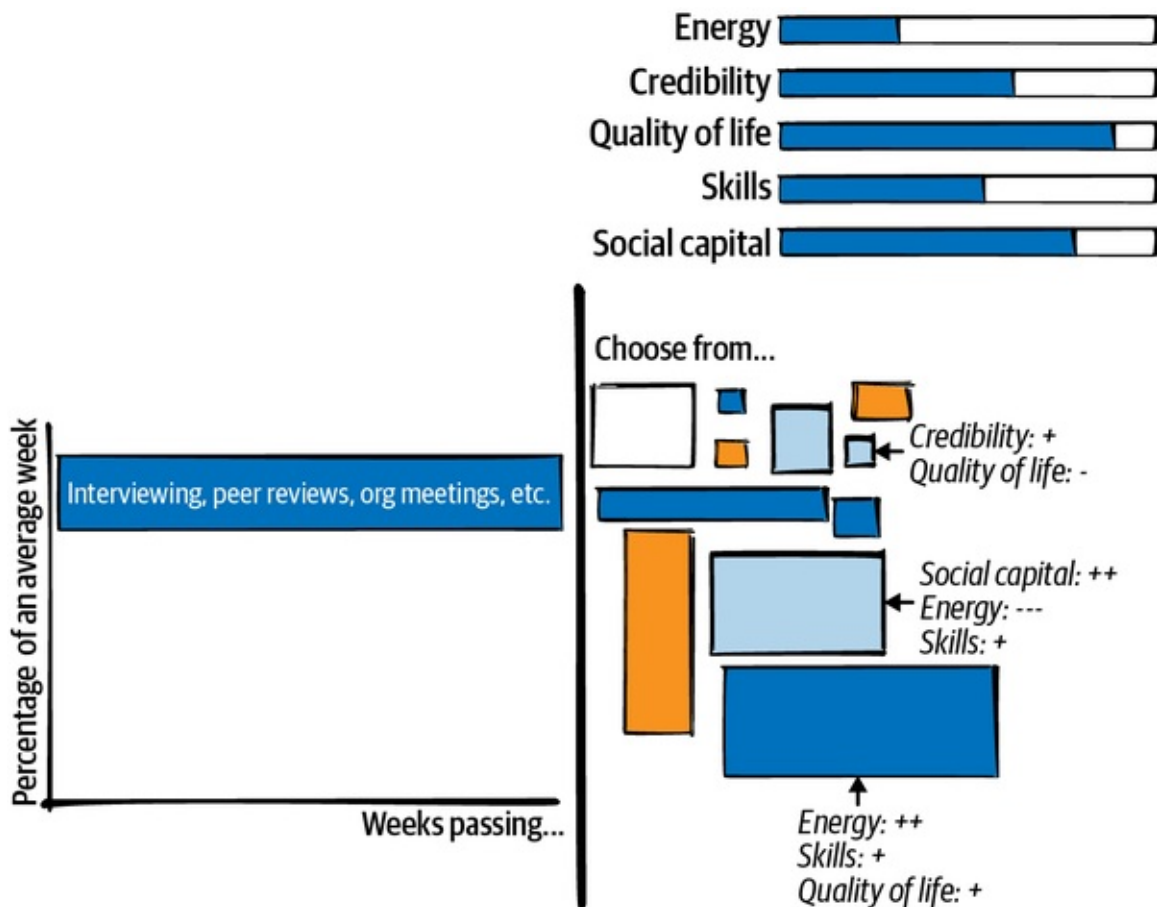 Energy
Credibility
Quality of life
Skills
Social capital
Choose from...
Credibility: +
Quality of life: -
Social capital: ++
Energy: ---
Skills: +
Energy: ++
Skills: +
Quality of life: +
Percentage of an average week
Interviewing, peer reviews, org meetings, etc.
Weeks passing...